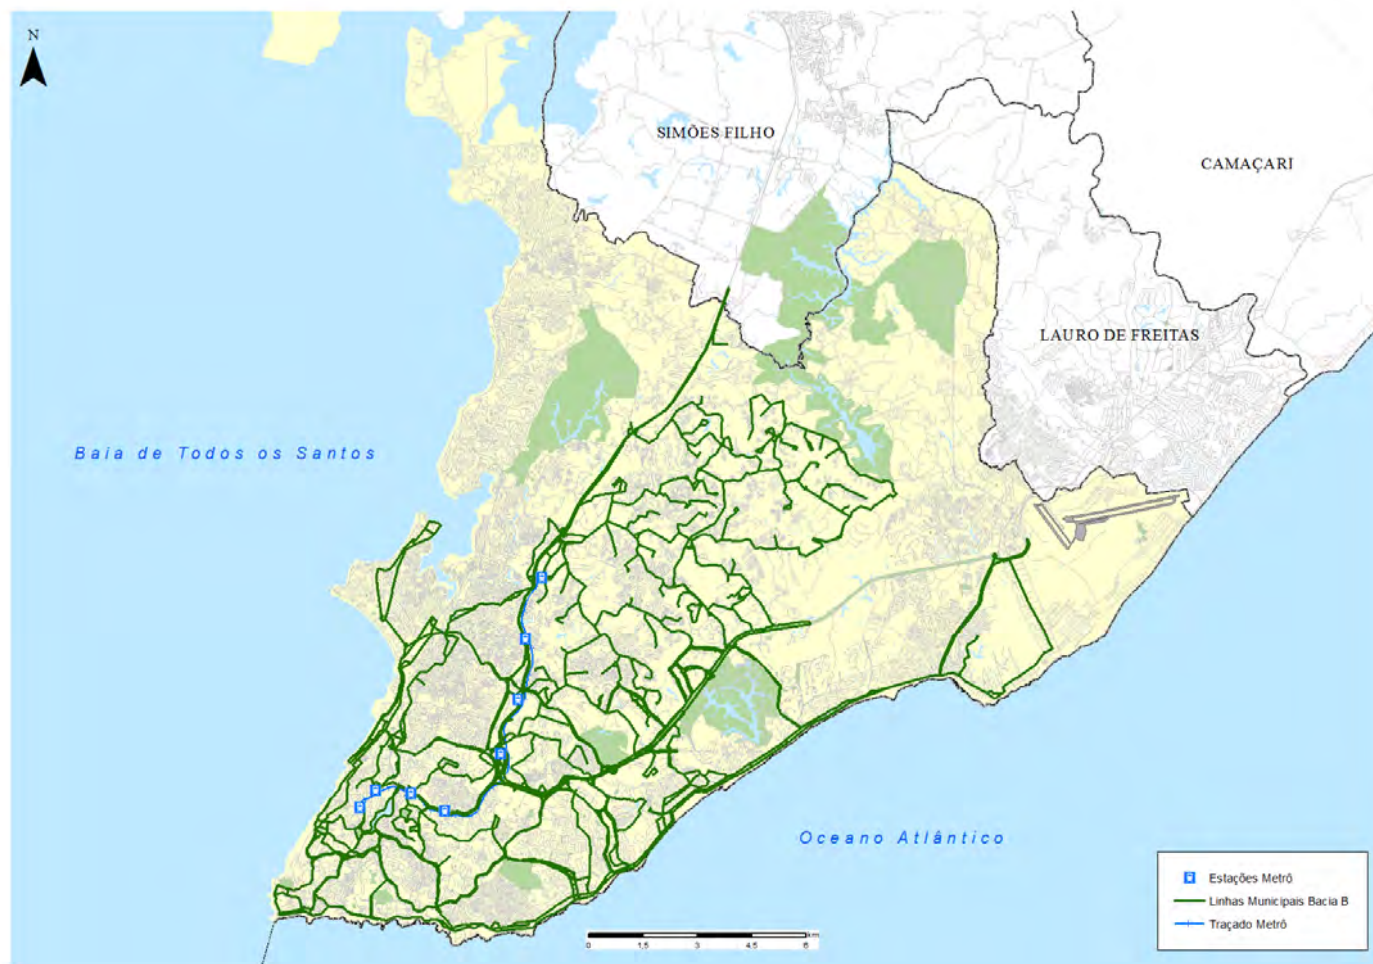 N
SIMÕES FILHO
CAMAÇARI
LAURO DE FREITAS
Baia de Todos os Santos
Oceano Atlântico
Estações Metrô
Linhas Municipais Bacia B
Traçado Metrô
0 1,5 3 4,5 6